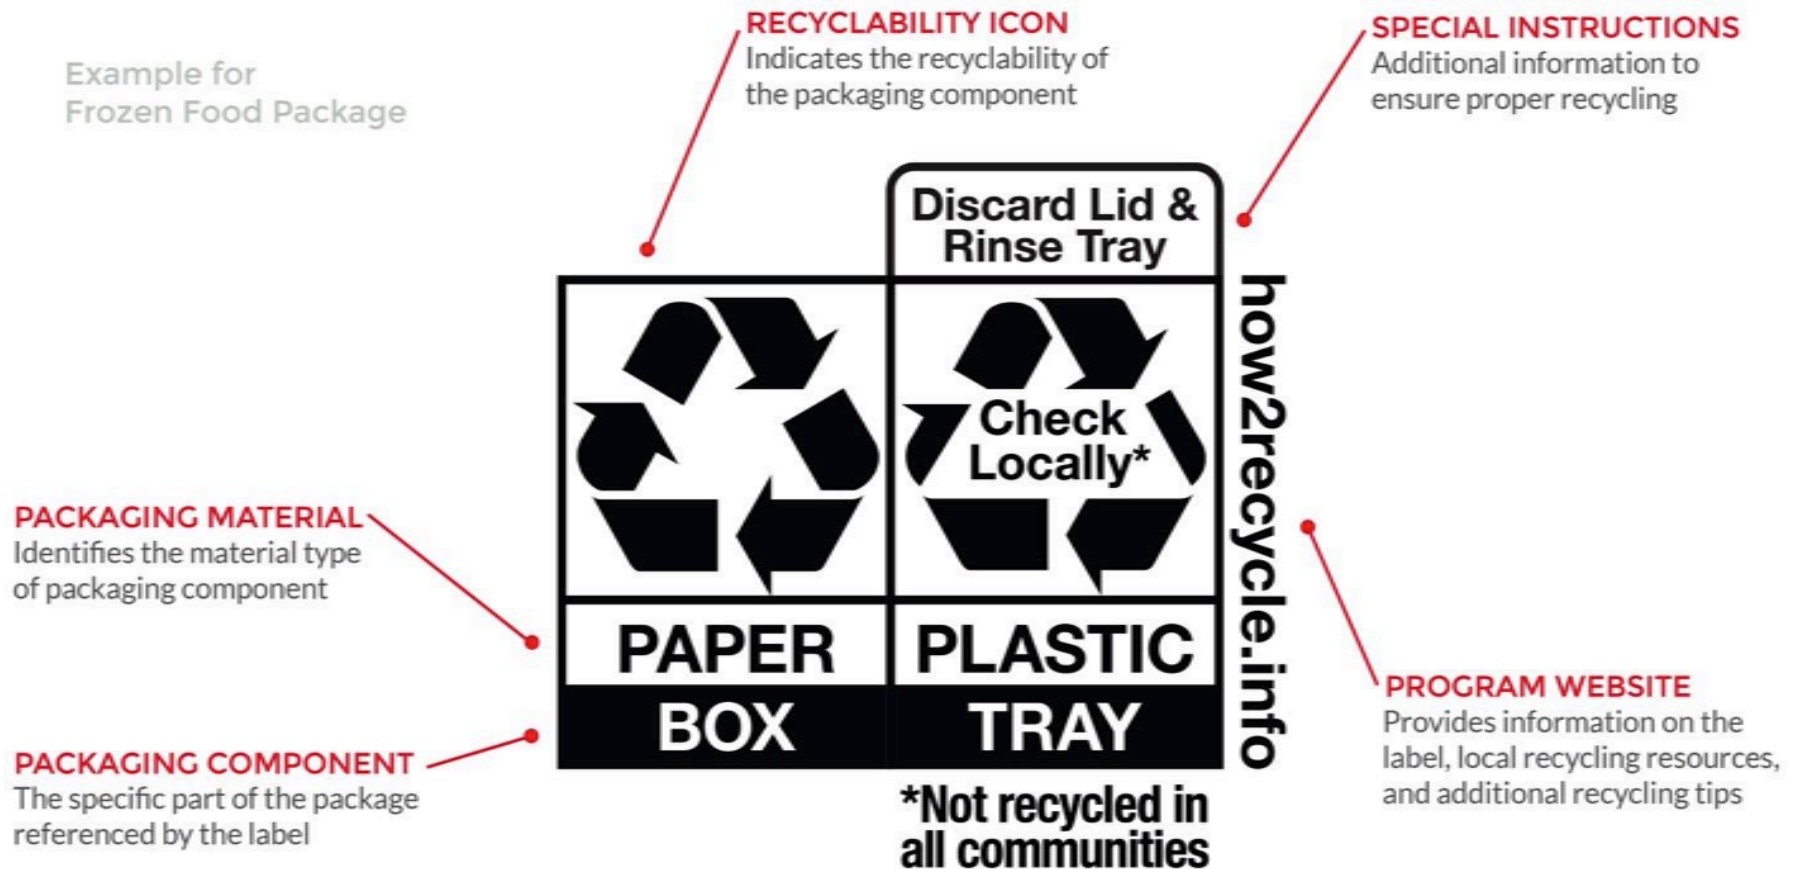 Example for
Frozen Food Package
RECYCLABILITY ICON
Indicates the recyclability of
the packaging component
SPECIAL INSTRUCTIONS
Additional information to
ensure proper recycling
Discard Lid &
Rinse Tray
Check
Locally*
how2recycle.info
PACKAGING MATERIAL
Identifies the material type
of packaging component
PAPER
PLASTIC
BOX
TRAY
PACKAGING COMPONENT
The specific part of the package
referenced by the label
PROGRAM WEBSITE
Provides information on the
label, local recycling resources,
and additional recycling tips
*Not recycled in
all communities